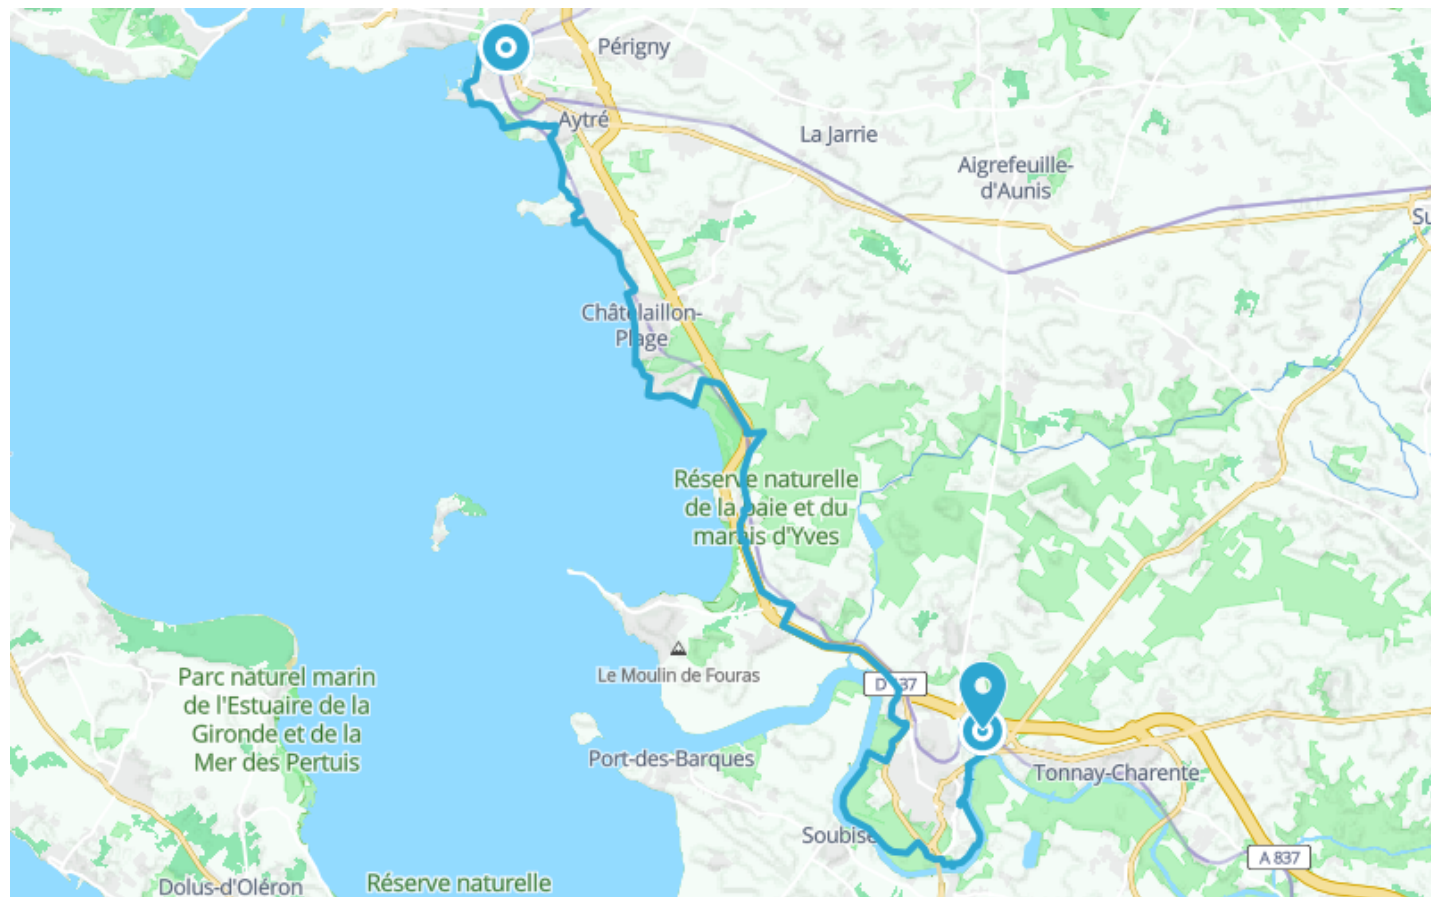 Périgny
Aytré
La Jarrie
Aigrefeuille-
d'Aunis
Su
Châtelaillon-
Plage
Réserve naturelle
de la baie et du
marais d'Yves
Le Moulin de Fouras
Parc naturel marin
de l'Estuaire de la
Gironde et de la
Mer des Pertuis
D 137
Port-des-Barques
Tonnay-Charente
Soubise
A 837
Dolus-d'Oléron
Réserve naturelle